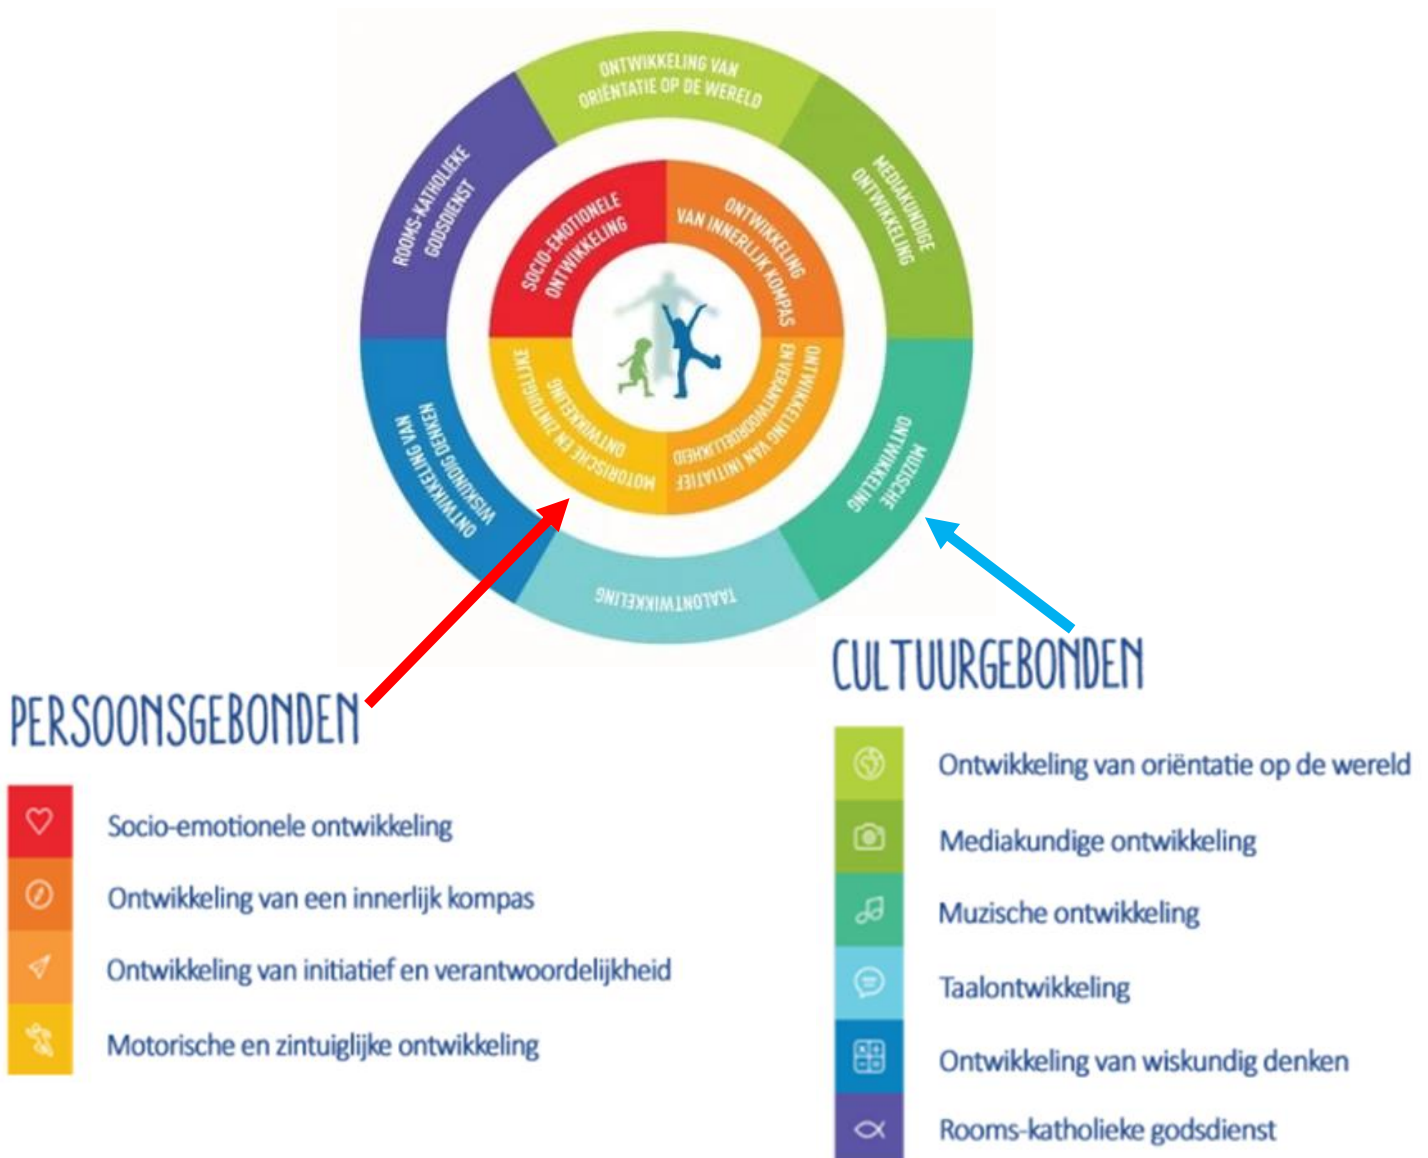 ONTWIKKELING VAN
ORIËNTATIE OP DE WERELD
MEDIAKUNDIGE
ONTWIKKELING
MUZISCHE
ONTWIKKELING
TAALONTWIKKELING
ONTWIKKELING VAN
WISKUNDIG DENKEN
ROOMS-KATHOLIEKE
GODSDIENST
SOCIO-EMOTIONELE
ONTWIKKELING
ONTWIKKELING
VAN INNERLIJK KOMPAS
ONTWIKKELING VAN INITIATIEF
EN VERANTWOORDELIJKHEID
MOTORISCHE EN ZINTUIGLIJKE
ONTWIKKELING
PERSOONSGEBONDEN
Socio-emotionele ontwikkeling
Ontwikkeling van een innerlijk kompas
Ontwikkeling van initiatief en verantwoordelijkheid
Motorische en zintuiglijke ontwikkeling
CULTUURGEBONDEN
Ontwikkeling van oriëntatie op de wereld
Mediakundige ontwikkeling
Muzische ontwikkeling
Taalontwikkeling
Ontwikkeling van wiskundig denken
Rooms-katholieke godsdienst